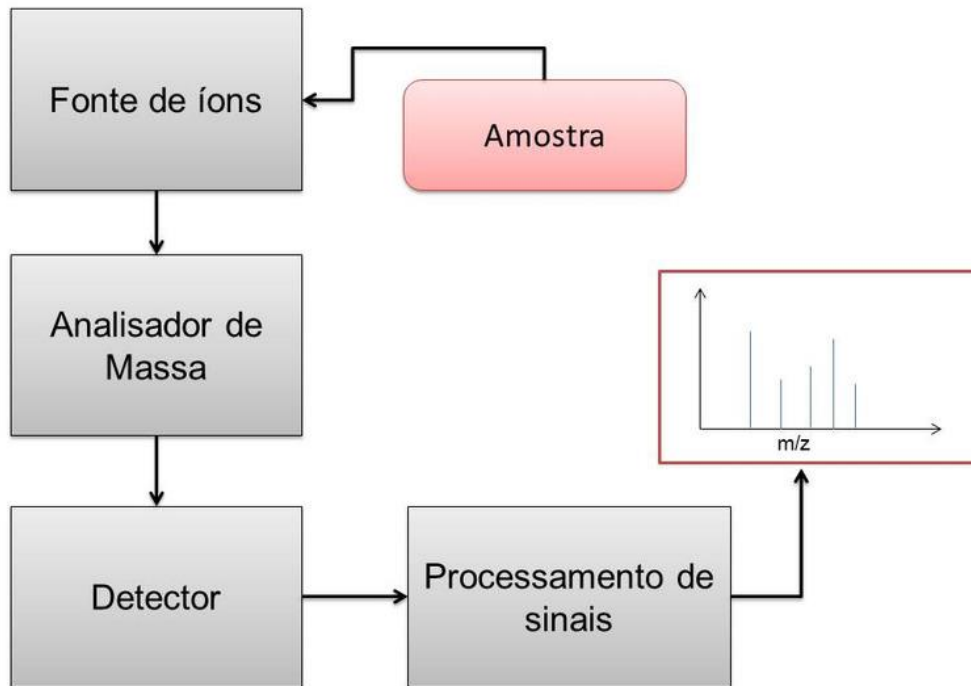 Fonte de íons
Amostra
Analisador de
Massa
m/z
Detector
Processamento de
sinais